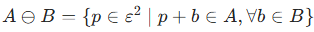 A ⊖ B = {p ∈ ε² | p + b ∈ A, ∀b ∈ B}